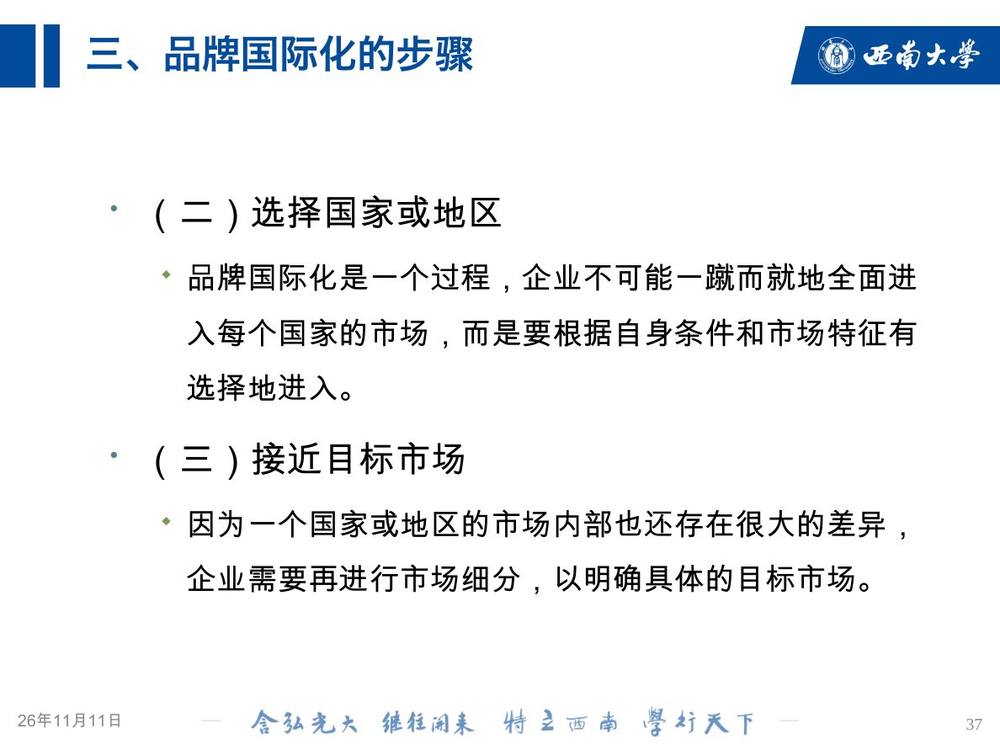 三、品牌国际化的步骤
西南大学
（二）选择国家或地区
品牌国际化是一个过程，企业不可能一蹴而就地全面进
入每个国家的市场，而是要根据自身条件和市场特征有
选择地进入。
（三）接近目标市场
因为一个国家或地区的市场内部也还存在很大的差异，
企业需要再进行市场细分，以明确具体的目标市场。
26年11月11日
含弘光大 继往开来 特立西南 學行天下
37